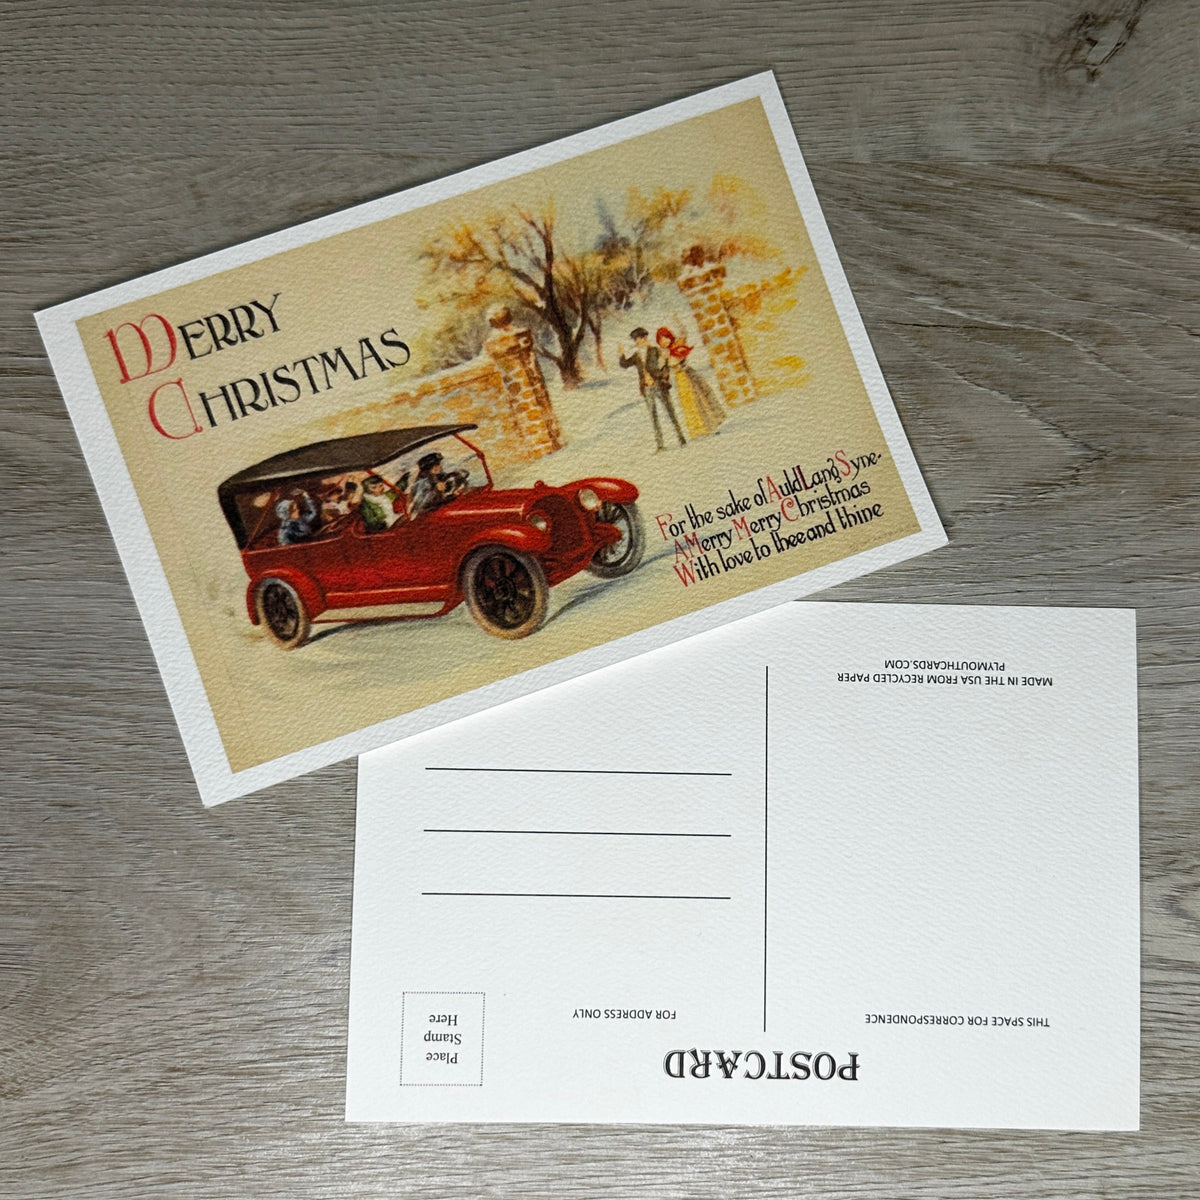 MERRY
CHRISTMAS
For the sake of Auld Lang Syne.
A Merry Merry Christmas
With love to thee and thine
POSTCARD
THIS SPACE FOR CORRESPONDENCE
FOR ADDRESS ONLY
Place
Stamp
Here
MADE IN THE USA FROM RECYCLED PAPER
PLYMOUTHCARDS.COM